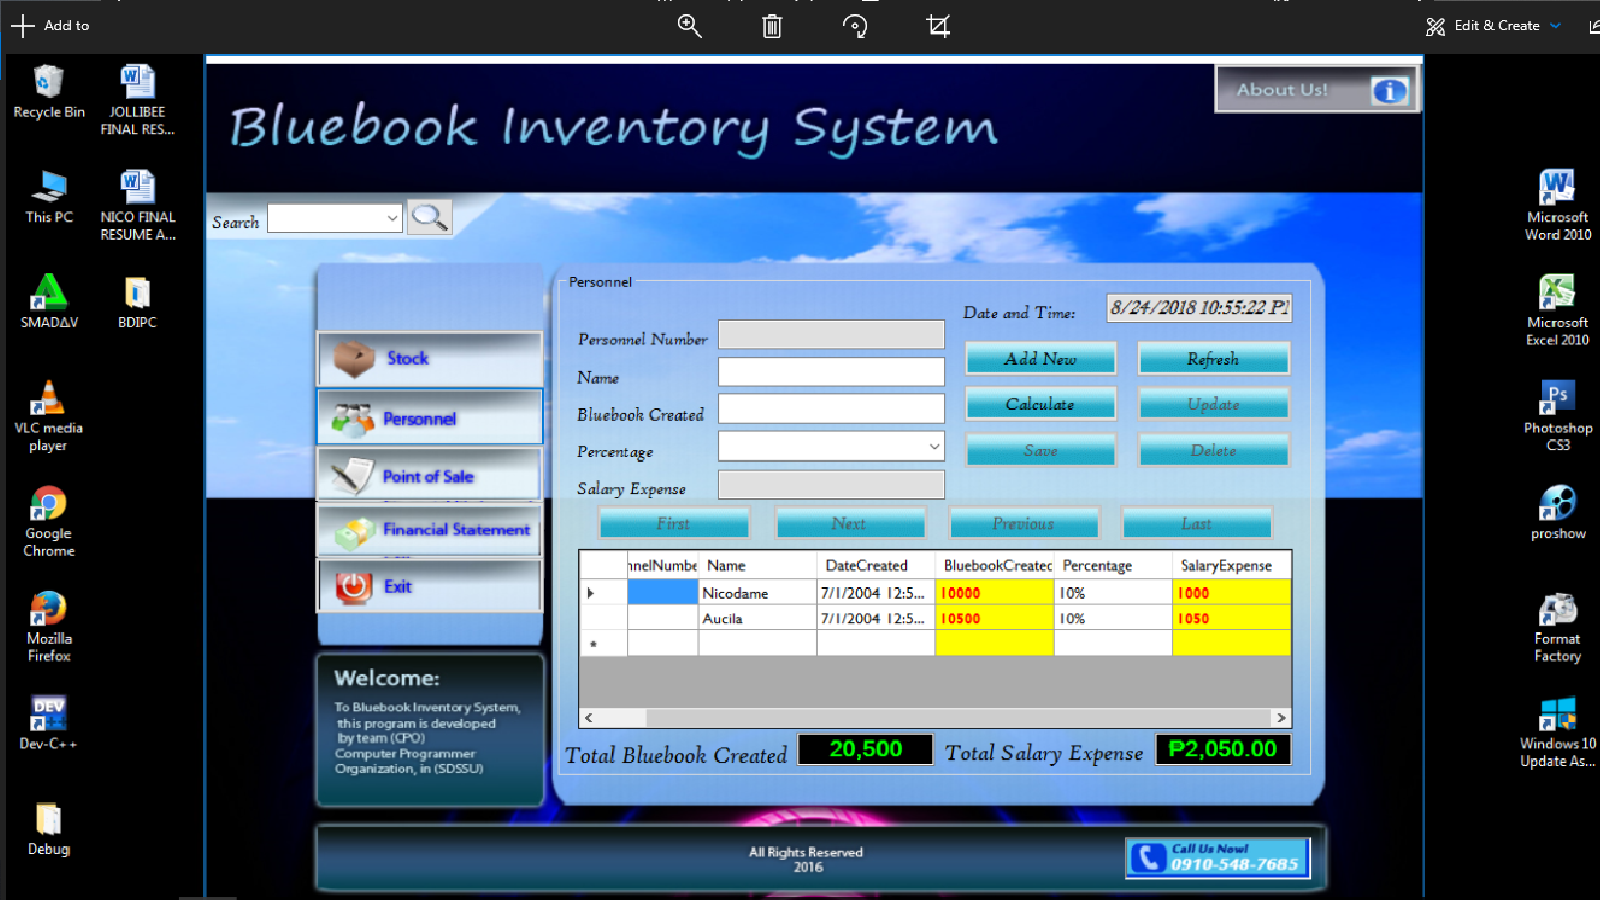 Add to
Edit & Create
Recycle Bin
JOLLIBEE
FINAL RES...
This PC
NICO FINAL
RESUME A...
SMADΔV
BDIPC
VLC media
player
Google
Chrome
Mozilla
Firefox
DEV
Dev-C++
Debug
Bluebook Inventory System
About Us!
Search
Stock
Personnel
Point of Sale
Financial Statement
Exit
Welcome:
To Bluebook Inventory System,
this program is developed
by team (CPO)
Computer Programmer
Organization, in (SDSSU)
Personnel
Date and Time:
8/24/2018 10:55:22 P
Personnel Number
Name
Bluebook Created
Percentage
Salary Expense
Add New
Refresh
Calculate
Update
Save
Delete
First
Next
Previous
Last
nnelNumbe Name DateCreated BluebookCreated Percentage SalaryExpense
Nicodame 7/1/2004 12:5... 10000 10% 1000
Aucila 7/1/2004 12:5... 10500 10% 1050
Total Bluebook Created 20,500 Total Salary Expense ₱2,050.00
All Rights Reserved
2016
Call Us Now!
0910-548-7685
Microsoft
Word 2010
Microsoft
Excel 2010
Ps
Photoshop
CS3
proshow
Format
Factory
Windows 10
Update As...